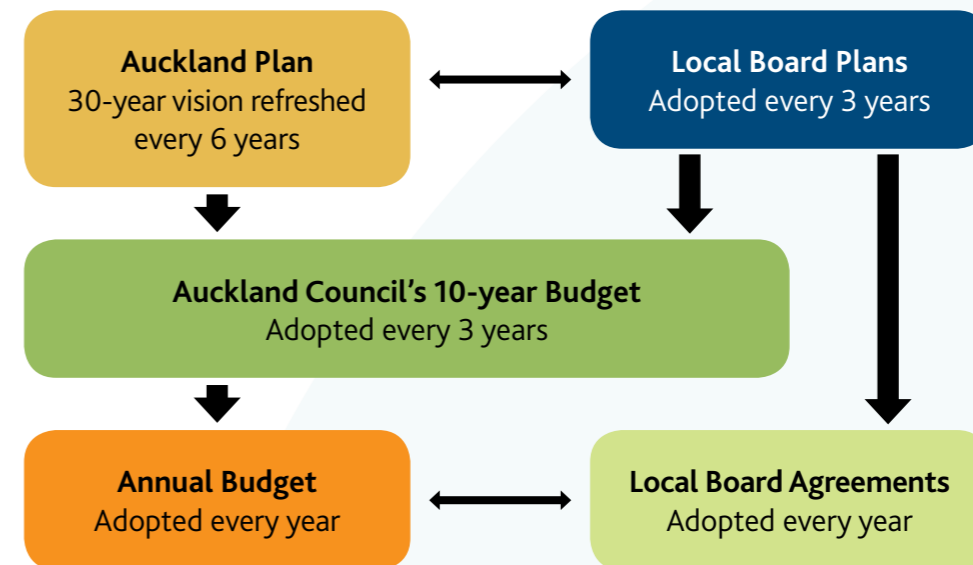 Auckland Plan
30-year vision refreshed
every 6 years
Local Board Plans
Adopted every 3 years
Auckland Council’s 10-year Budget
Adopted every 3 years
Annual Budget
Adopted every year
Local Board Agreements
Adopted every year